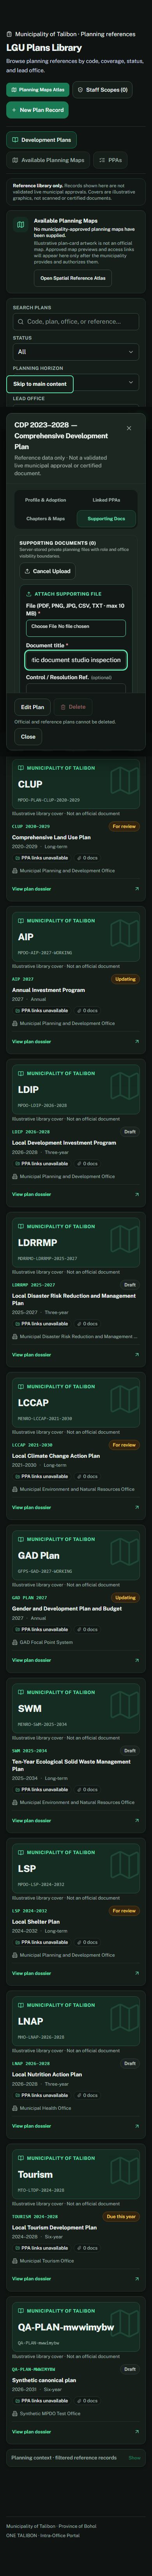 Municipality of Talibon · Planning references
LGU Plans Library
Browse planning references by code, coverage, status, and lead office.
Planning Maps Atlas
Staff Scopes (0)
New Plan Record
Development Plans
Available Planning Maps
PPAs
Reference library only. Records shown here are not validated live municipal approvals. Covers are illustrative graphics, not scanned or certified documents.
Available Planning Maps
No municipality-approved planning maps have been supplied.
Illustrative plan-card artwork is not an official map. Approved map previews and access links will appear here only after the municipality provides and authorizes them.
Open Spatial Reference Atlas
SEARCH PLANS
Code, plan, office, or reference...
STATUS
All
PLANNING HORIZON
Skip to main content
LEAD OFFICE
CDP 2023–2028 — Comprehensive Development Plan
Reference data only · Not a validated live municipal approval or certified document.
Profile & Adoption
Linked PPAs
Chapters & Maps
Supporting Docs
SUPPORTING DOCUMENTS (0)
Server stored private planning files with role and office visibility boundaries.
Cancel Upload
ATTACH SUPPORTING FILE
File (PDF, PNG, JPG, CSV, TXT · max 10 MB) *
Choose File No file chosen
Document title *
tic document studio inspection
Control / Resolution Ref. (optional)
Edit Plan
Delete
Official and reference plans cannot be deleted.
Close
MUNICIPALITY OF TALIBON
CLUP
MPDO-PLAN-CLUP-2020-2029
Illustrative library cover · Not an official document
CLUP 2020-2029
For review
Comprehensive Land Use Plan
2020–2029 · Long-term
PPA links unavailable
0 docs
Municipal Planning and Development Office
View plan dossier
MUNICIPALITY OF TALIBON
AIP
MPDO-AIP-2027-WORKING
Illustrative library cover · Not an official document
AIP 2027
Updating
Annual Investment Program
2027 · Annual
PPA links unavailable
0 docs
Municipal Planning and Development Office
View plan dossier
MUNICIPALITY OF TALIBON
LDIP
MPDO-LDIP-2026-2028
Illustrative library cover · Not an official document
LDIP 2026-2028
Draft
Local Development Investment Program
2026–2028 · Three-year
PPA links unavailable
0 docs
Municipal Planning and Development Office
View plan dossier
MUNICIPALITY OF TALIBON
LDRRMP
MDRRMO-LDRRMP-2025-2027
Illustrative library cover · Not an official document
LDRRMP 2025-2027
Draft
Local Disaster Risk Reduction and Management Plan
2025–2027 · Three-year
PPA links unavailable
0 docs
Municipal Disaster Risk Reduction and Management ...
View plan dossier
MUNICIPALITY OF TALIBON
LCCAP
MENRO-LCCAP-2021-2030
Illustrative library cover · Not an official document
LCCAP 2021-2030
For review
Local Climate Change Action Plan
2021–2030 · Long-term
PPA links unavailable
0 docs
Municipal Environment and Natural Resources Office
View plan dossier
MUNICIPALITY OF TALIBON
GAD Plan
GFPS-GAD-2027-WORKING
Illustrative library cover · Not an official document
GAD PLAN 2027
Updating
Gender and Development Plan and Budget
2027 · Annual
PPA links unavailable
0 docs
GAD Focal Point System
View plan dossier
MUNICIPALITY OF TALIBON
SWM
MENRO-SWM-2025-2034
Illustrative library cover · Not an official document
SWM 2025-2034
Draft
Ten-Year Ecological Solid Waste Management Plan
2025–2034 · Long-term
PPA links unavailable
0 docs
Municipal Environment and Natural Resources Office
View plan dossier
MUNICIPALITY OF TALIBON
LSP
MPDO-LSP-2024-2032
Illustrative library cover · Not an official document
LSP 2024-2032
For review
Local Shelter Plan
2024–2032 · Long-term
PPA links unavailable
0 docs
Municipal Planning and Development Office
View plan dossier
MUNICIPALITY OF TALIBON
LNAP
MHO-LNAP-2026-2028
Illustrative library cover · Not an official document
LNAP 2026-2028
Draft
Local Nutrition Action Plan
2026–2028 · Three-year
PPA links unavailable
0 docs
Municipal Health Office
View plan dossier
MUNICIPALITY OF TALIBON
Tourism
MTO-LTDP-2024-2028
Illustrative library cover · Not an official document
TOURISM 2024-2028
Due this year
Local Tourism Development Plan
2024–2028 · Six-year
PPA links unavailable
0 docs
Municipal Tourism Office
View plan dossier
MUNICIPALITY OF TALIBON
QA-PLAN-mwwimybw
QA-PLAN-mwwimybw
Illustrative library cover · Not an official document
QA-PLAN-MWWIMYBW
Draft
Synthetic canonical plan
2026–2031 · Six-year
PPA links unavailable
0 docs
Synthetic MPDO Test Office
View plan dossier
Planning context · filtered reference records
Show
Municipality of Talibon · Province of Bohol
ONE TALIBON · Intra-Office Portal